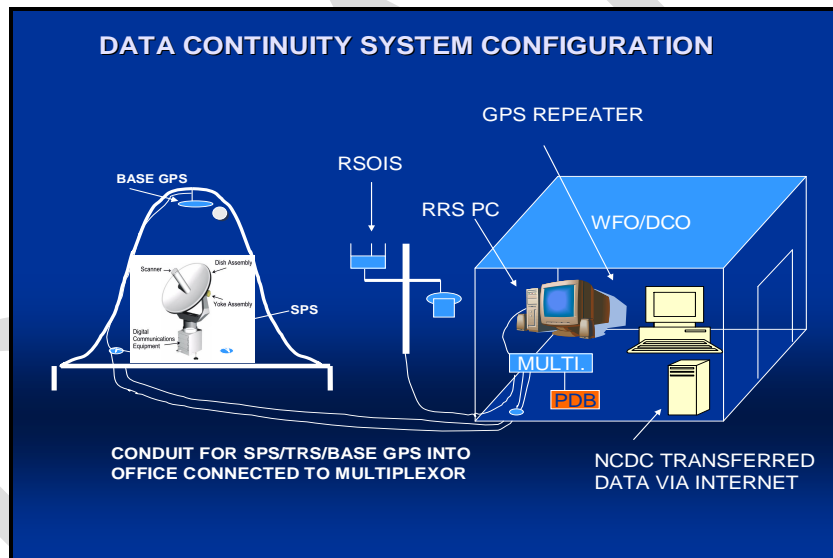 DATA CONTINUITY SYSTEM CONFIGURATION
GPS REPEATER
RSOIS
BASE GPS
RRS PC
WFO/DCO
Scanner
Dish Assembly
SPS
Yoke Assembly
Digital
Communications
Equipment
MULTI.
PDB
CONDUIT FOR SPS/TRS/BASE GPS INTO
OFFICE CONNECTED TO MULTIPLEXOR
NCDC TRANSFERRED
DATA VIA INTERNET